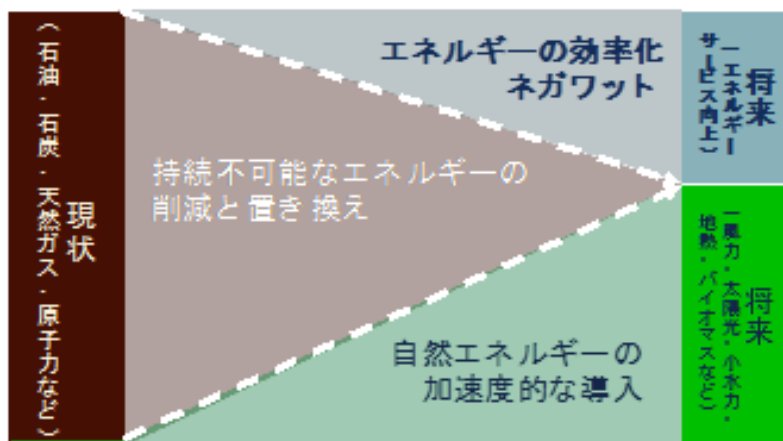 現状
（石油・石炭・天然ガス・原子力など）
エネルギーの効率化
ネガワット
持続不可能なエネルギーの
削減と置き換え
自然エネルギーの
加速度的な導入
将来
（エネルギー
サービス向上）
将来
（風力・太陽光・小水力・
地熱・バイオマスなど）